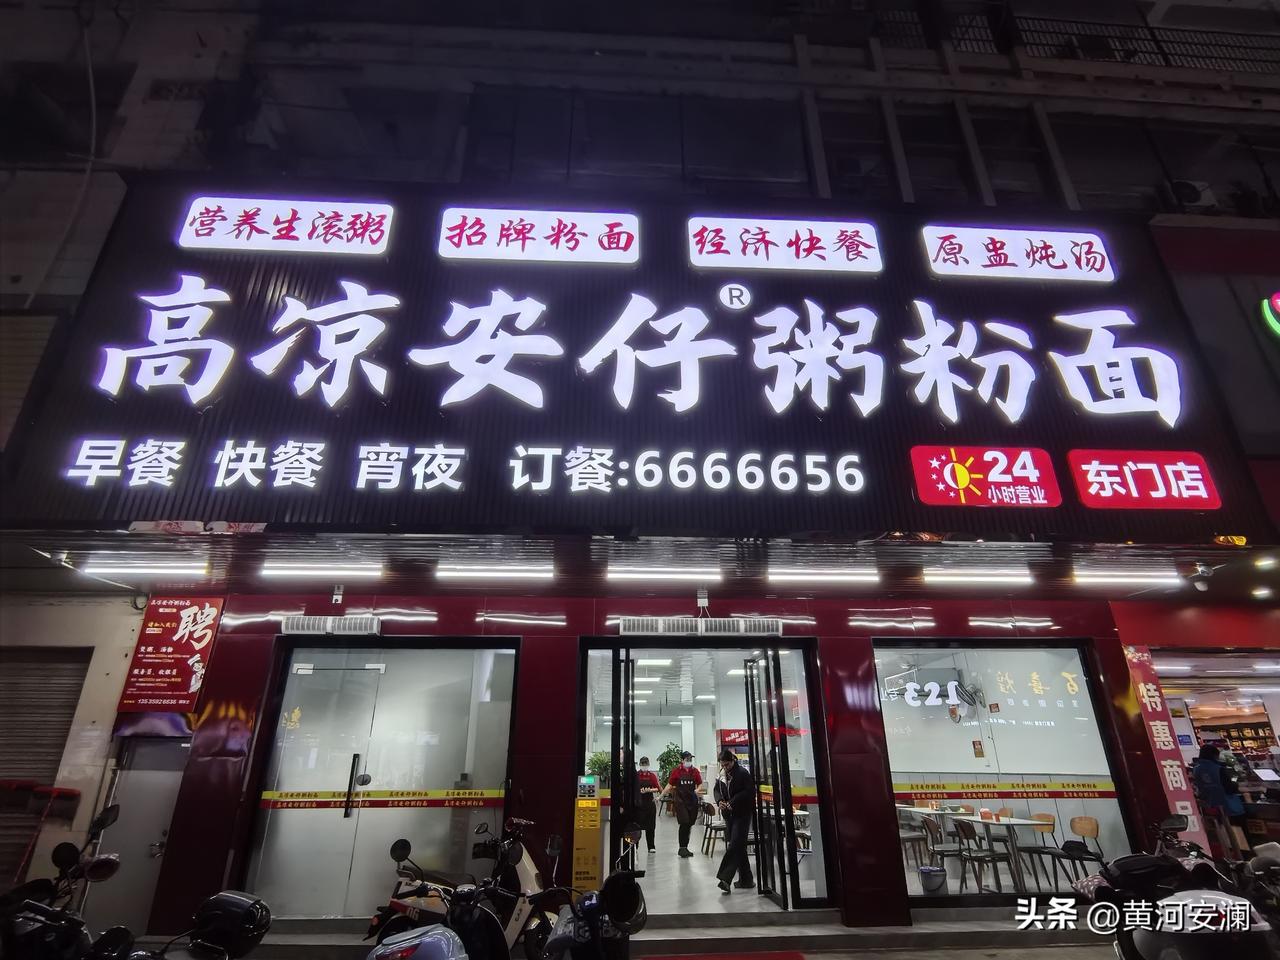 营养生滚粥 招牌粉面 经济快餐 原盅炖汤
高凉安仔®粥粉面
早餐 快餐 宵夜 订餐:6666656
24
小时营业
东门店
聘
特惠商品
头条 @黄河安澜